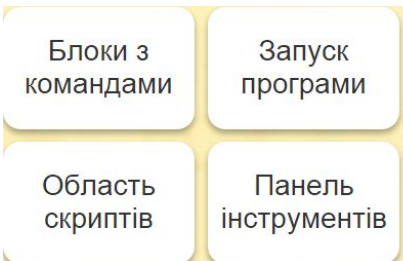 Блоки з
командами
Запуск
програми
Область
скриптів
Панель
інструментів